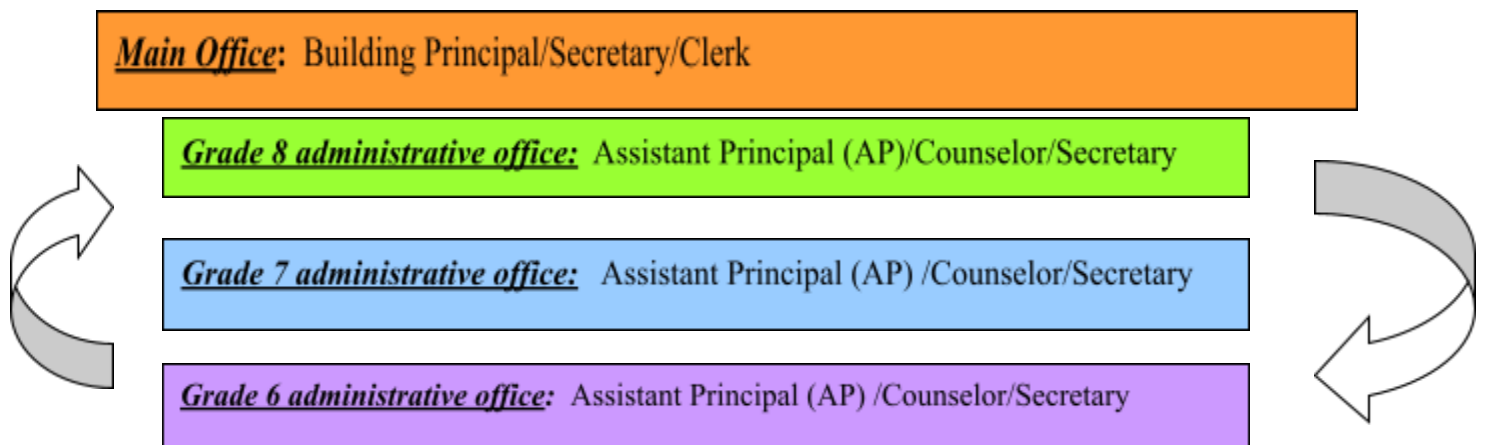 Main Office: Building Principal/Secretary/Clerk
Grade 8 administrative office: Assistant Principal (AP)/Counselor/Secretary
Grade 7 administrative office: Assistant Principal (AP) /Counselor/Secretary
Grade 6 administrative office: Assistant Principal (AP) /Counselor/Secretary